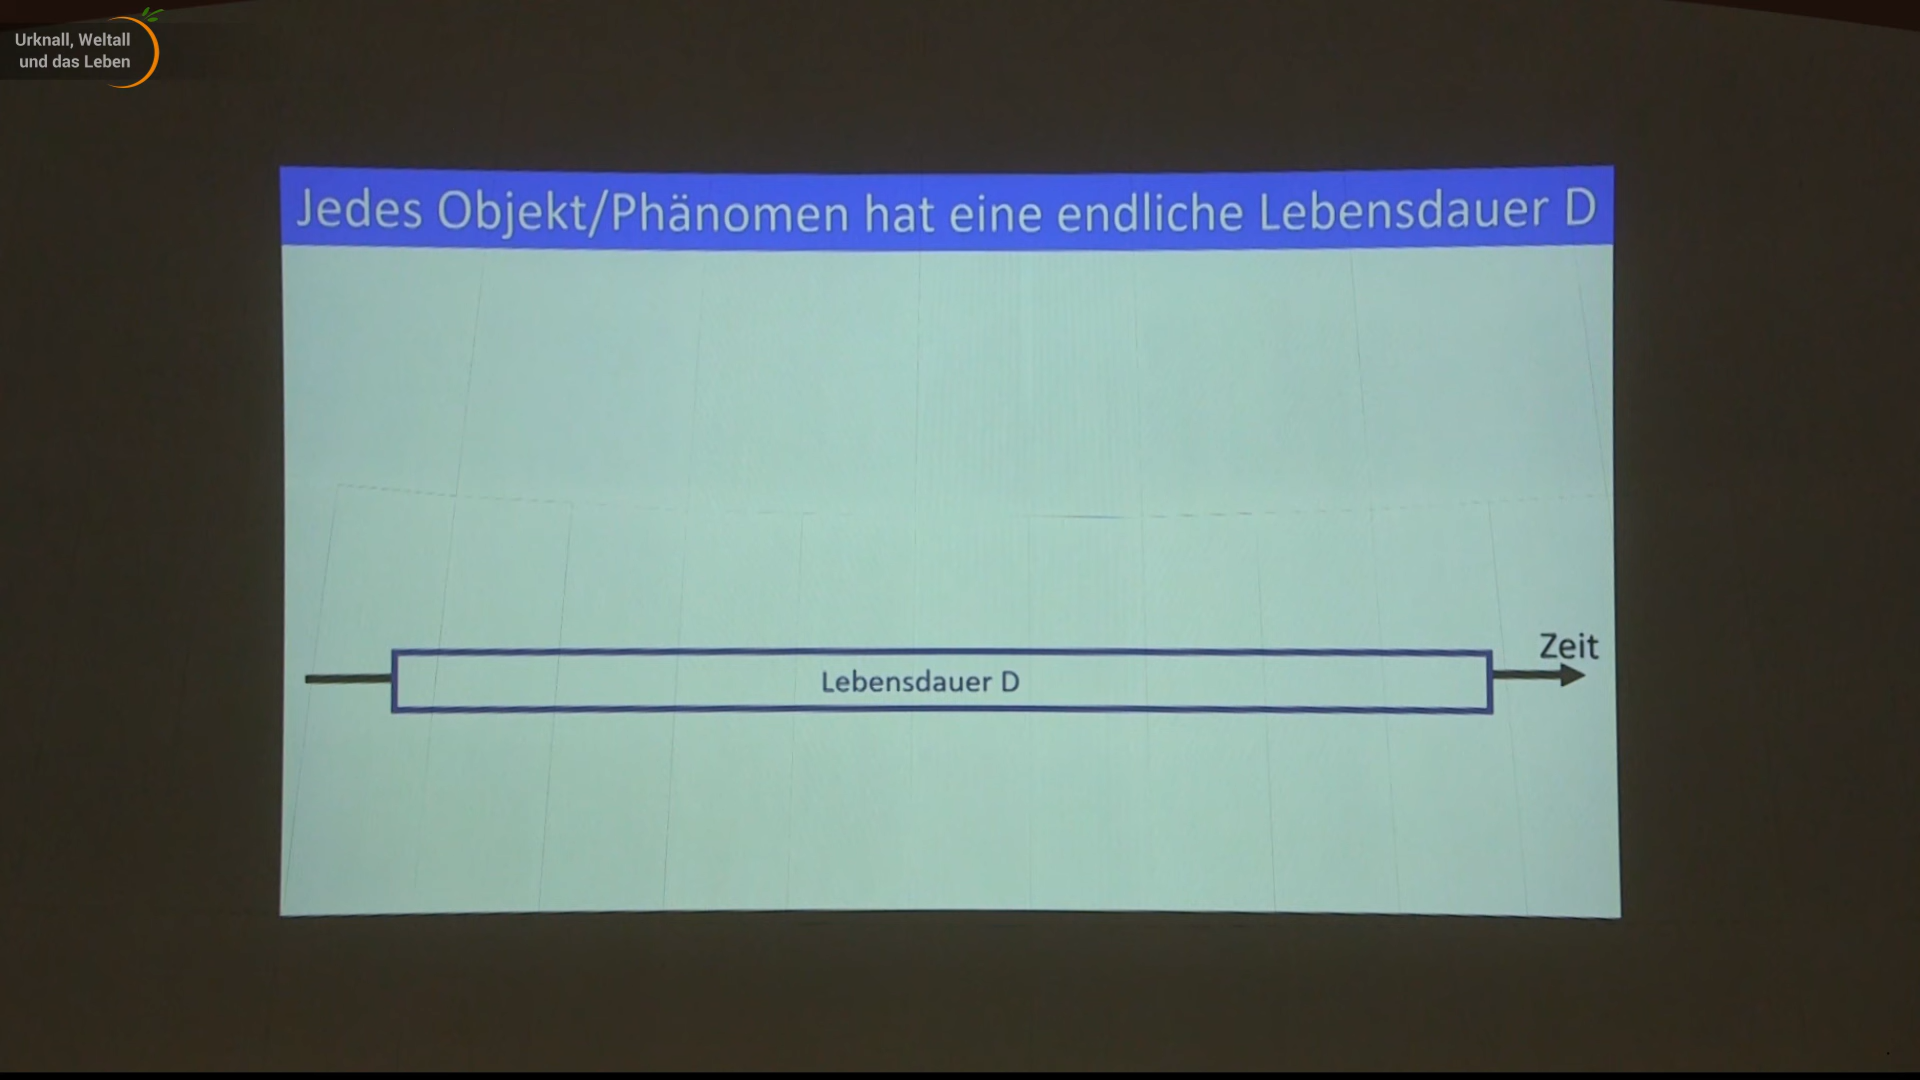 Urknall, Weltall
und das Leben
Jedes Objekt/Phänomen hat eine endliche Lebensdauer D
Zeit
Lebensdauer D